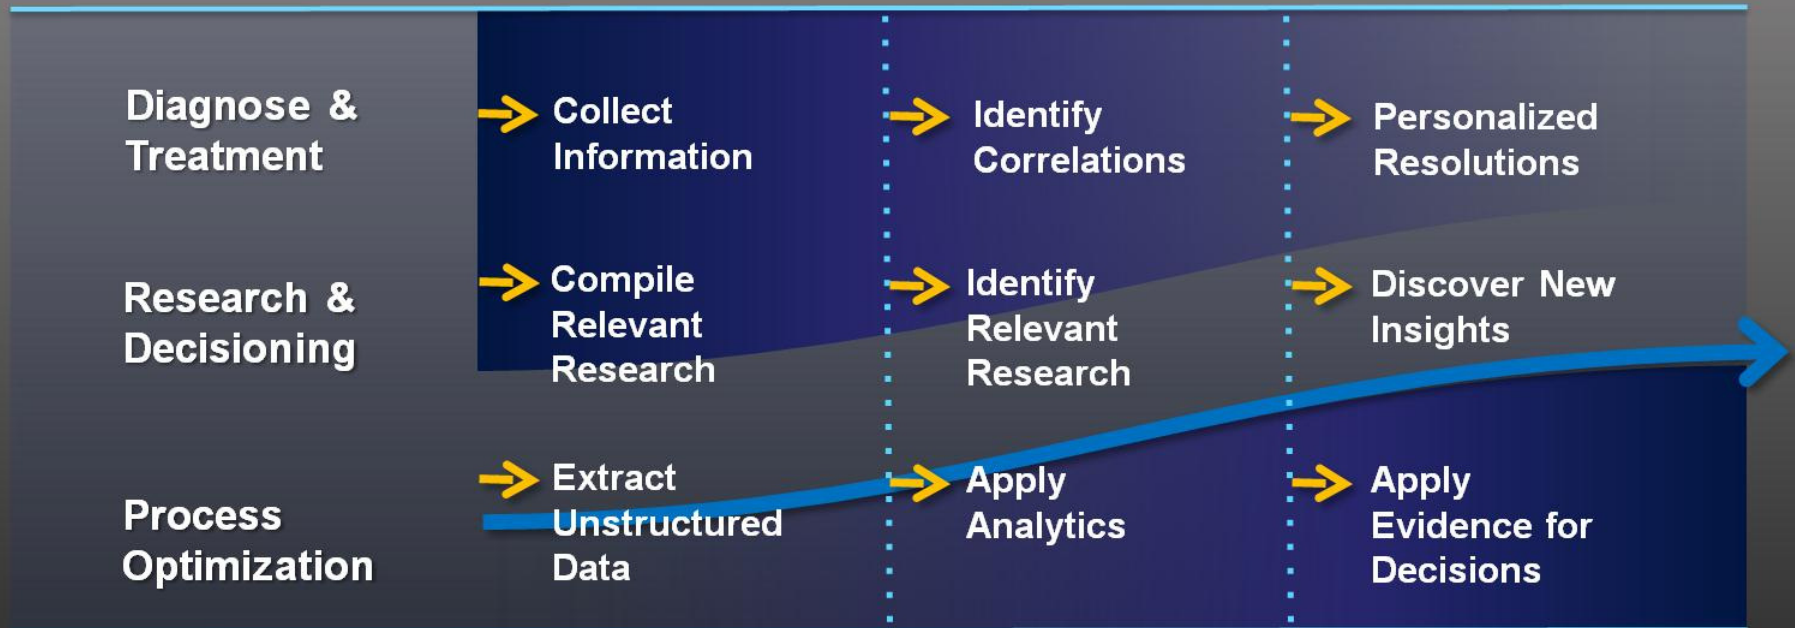 Diagnose &
Treatment
Collect
Information
Identify
Correlations
Personalized
Resolutions
Research &
Decisioning
Compile
Relevant
Research
Identify
Relevant
Research
Discover New
Insights
Process
Optimization
Extract
Unstructured
Data
Apply
Analytics
Apply
Evidence for
Decisions